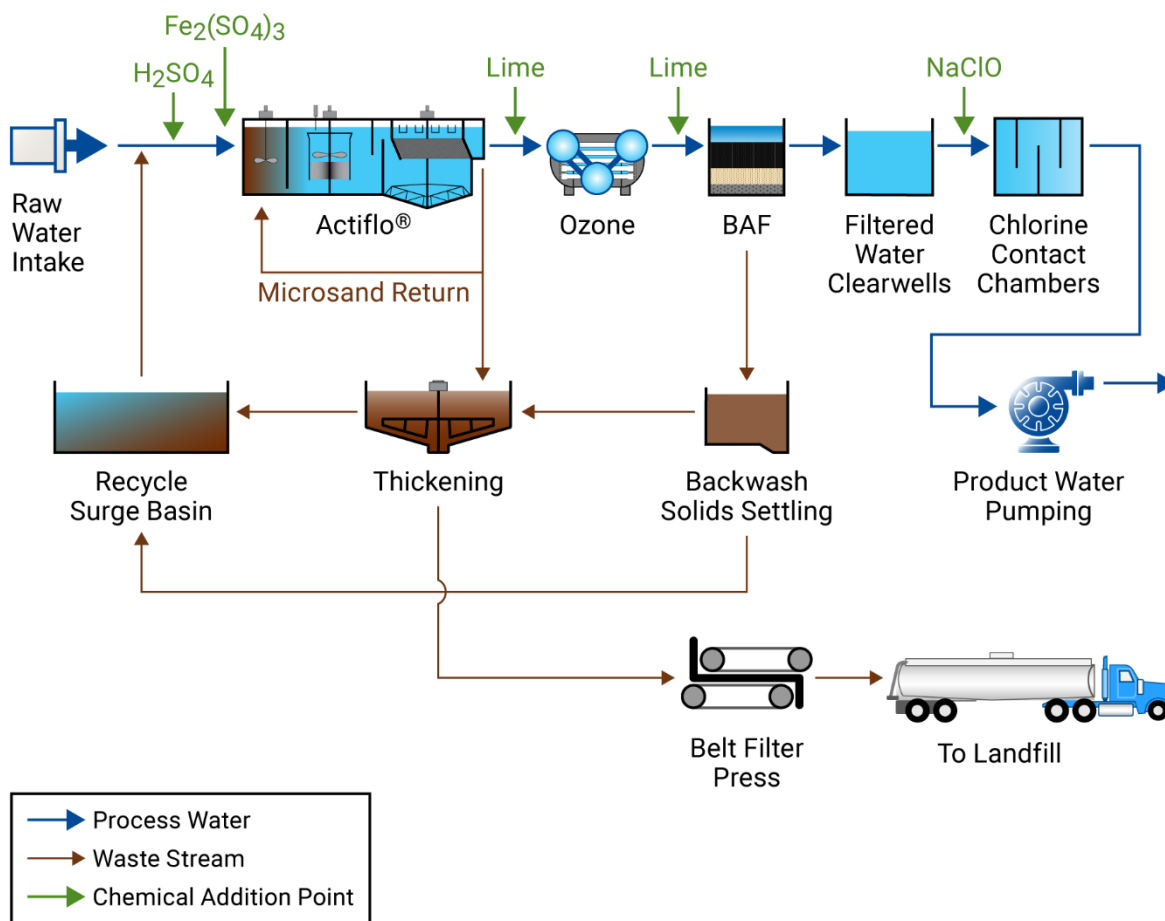 Fe2(SO4)3
H2SO4
Lime
Lime
NaClO
Raw
Water
Intake
Actiflo®
Ozone
BAF
Filtered
Water
Clearwells
Chlorine
Contact
Chambers
Microsand Return
Recycle
Surge Basin
Thickening
Backwash
Solids Settling
Product Water
Pumping
Belt Filter
Press
To Landfill
Process Water
Waste Stream
Chemical Addition Point